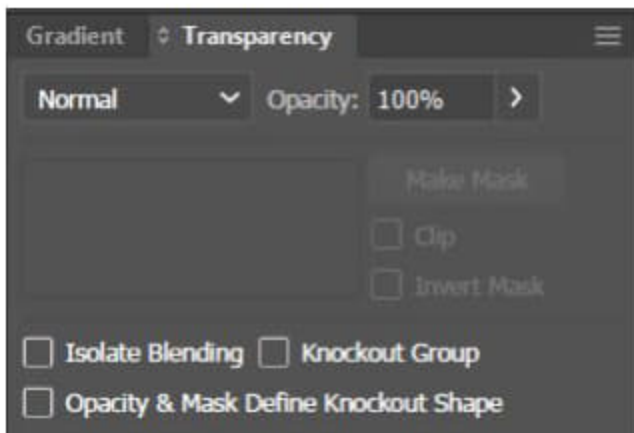 Gradient Transparency
Normal Opacity: 100%
Make Mask
Clip
Invert Mask
Isolate Blending Knockout Group
Opacity & Mask Define Knockout Shape